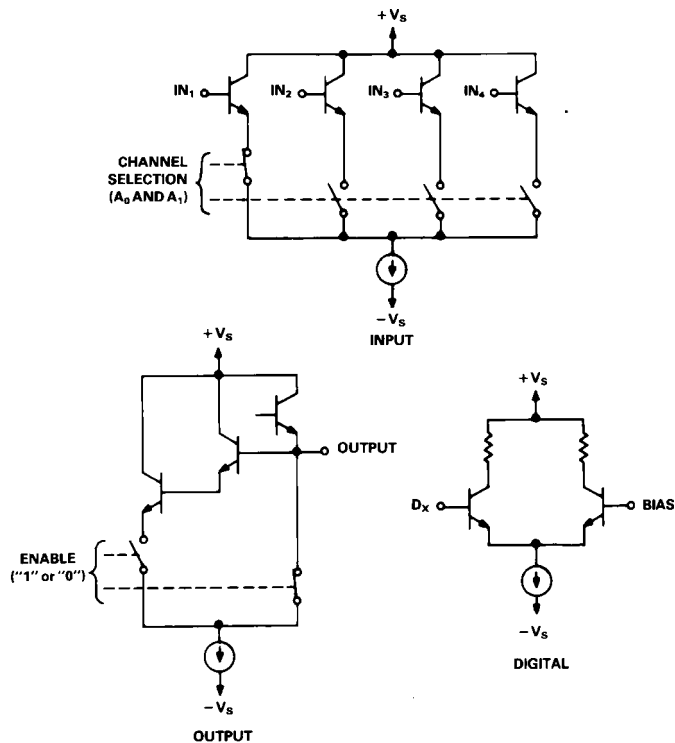 + Vs
IN1 IN2 IN3 IN4
CHANNEL
SELECTION
(A0 AND A1)
– Vs
INPUT
+ Vs
OUTPUT
ENABLE
("1" or "0")
– Vs
OUTPUT
+ Vs
DX BIAS
– Vs
DIGITAL